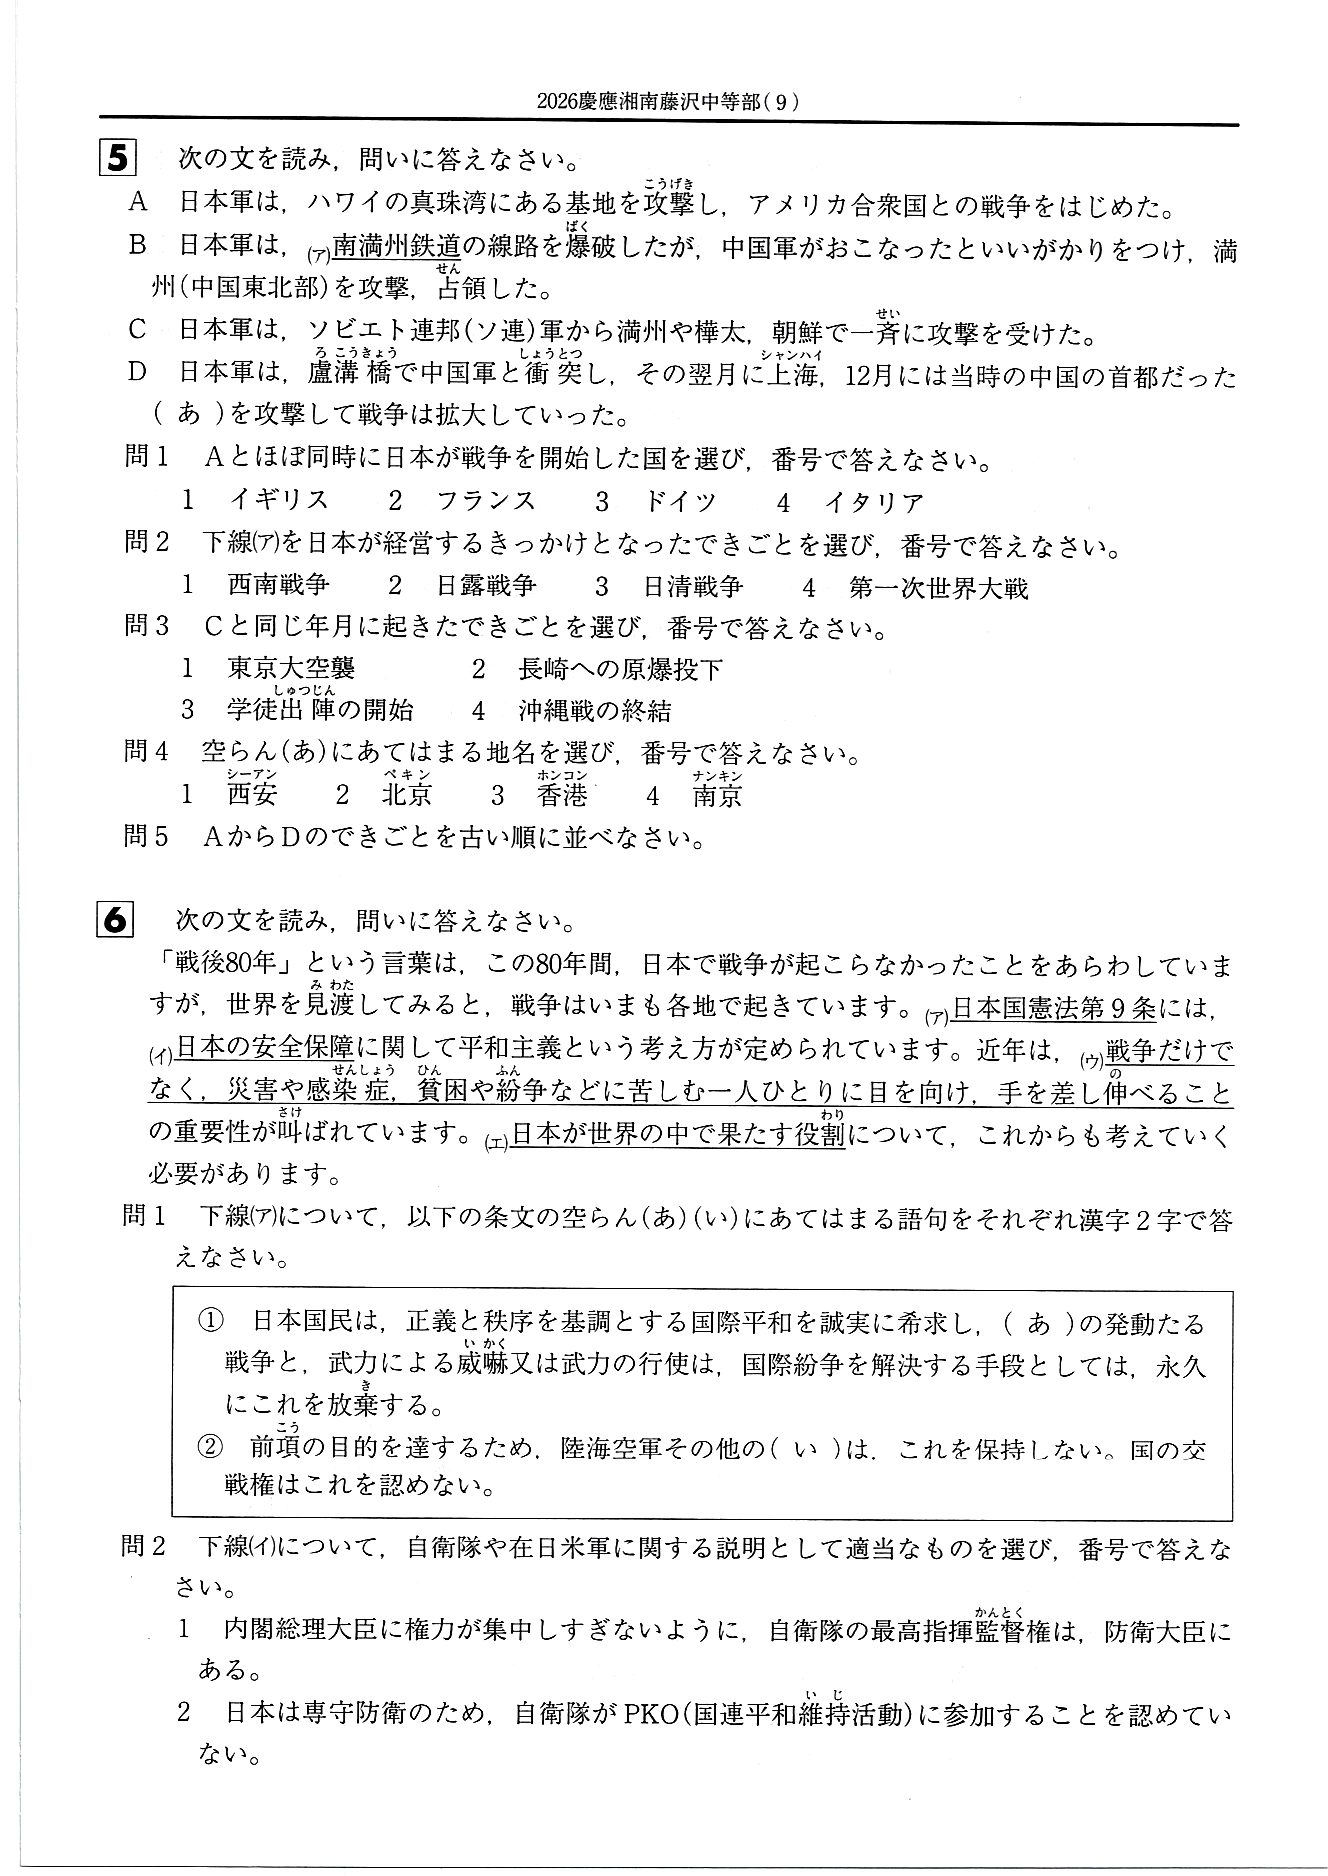 2026慶應湘南藤沢中等部(9)
5 次の文を読み，問いに答えなさい。
A 日本軍は，ハワイの真珠湾にある基地を攻撃し，アメリカ合衆国との戦争をはじめた。
B 日本軍は，(ア)南満州鉄道の線路を爆破したが，中国軍がおこなったといいがかりをつけ，満
州(中国東北部)を攻撃，占領した。
C 日本軍は，ソビエト連邦(ソ連)軍から満州や樺太，朝鮮で一斉に攻撃を受けた。
D 日本軍は，盧溝橋で中国軍と衝突し，その翌月に上海，12月には当時の中国の首都だった
( あ )を攻撃して戦争は拡大していった。
問1 Aとほぼ同時に日本が戦争を開始した国を選び，番号で答えなさい。
1 イギリス 2 フランス 3 ドイツ 4 イタリア
問2 下線(ア)を日本が経営するきっかけとなったできごとを選び，番号で答えなさい。
1 西南戦争 2 日露戦争 3 日清戦争 4 第一次世界大戦
問3 Cと同じ年月に起きたできごとを選び，番号で答えなさい。
1 東京大空襲 2 長崎への原爆投下
3 学徒出陣の開始 4 沖縄戦の終結
問4 空らん(あ)にあてはまる地名を選び，番号で答えなさい。
1 西安 2 北京 3 香港 4 南京
問5 AからDのできごとを古い順に並べなさい。
6 次の文を読み，問いに答えなさい。
「戦後80年」という言葉は，この80年間，日本で戦争が起こらなかったことをあらわしていま
すが，世界を見渡してみると，戦争はいまも各地で起きています。(ア)日本国憲法第9条には，
(イ)日本の安全保障に関して平和主義という考え方が定められています。近年は，(ウ)戦争だけで
なく，災害や感染症，貧困や紛争などに苦しむ一人ひとりに目を向け，手を差し伸べること
の重要性が叫ばれています。(エ)日本が世界の中で果たす役割について，これからも考えていく
必要があります。
問1 下線(ア)について，以下の条文の空らん(あ)(い)にあてはまる語句をそれぞれ漢字2字で答
えなさい。
① 日本国民は，正義と秩序を基調とする国際平和を誠実に希求し，( あ )の発動たる
戦争と，武力による威嚇又は武力の行使は，国際紛争を解決する手段としては，永久
にこれを放棄する。
② 前項の目的を達するため，陸海空軍その他の( い )は，これを保持しない。国の交
戦権はこれを認めない。
問2 下線(イ)について，自衛隊や在日米軍に関する説明として適当なものを選び，番号で答えな
さい。
1 内閣総理大臣に権力が集中しすぎないように，自衛隊の最高指揮監督権は，防衛大臣に
ある。
2 日本は専守防衛のため，自衛隊がPKO(国連平和維持活動)に参加することを認めてい
ない。